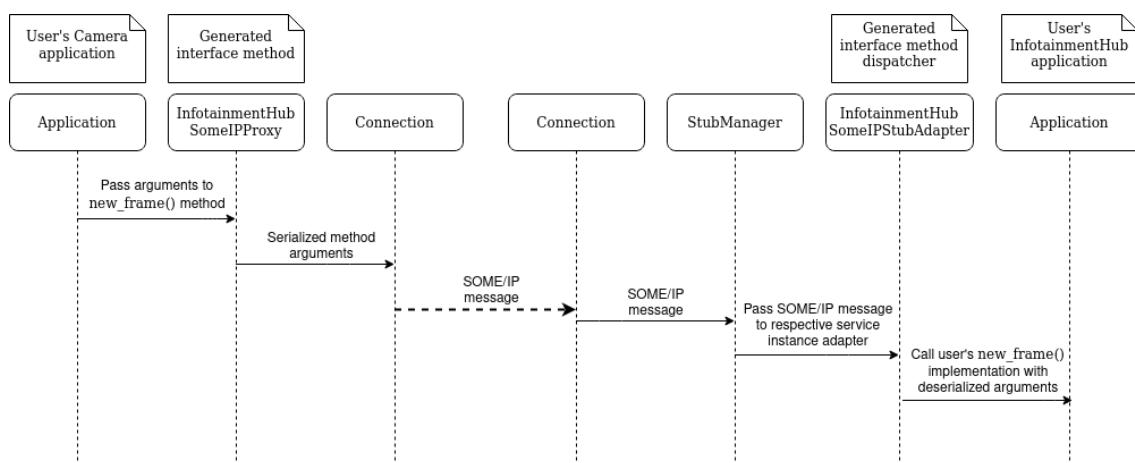 User's Camera
application
Generated
interface method
Generated
interface method
dispatcher
User's
InfotainmentHub
application
Application
InfotainmentHub
SomeIPProxy
Connection
Connection
StubManager
InfotainmentHub
SomeIPStubAdapter
Application
Pass arguments to
new_frame() method
Serialized method
arguments
SOME/IP
message
SOME/IP
message
Pass SOME/IP message
to respective service
instance adapter
Call user's new_frame()
implementation with
deserialized arguments